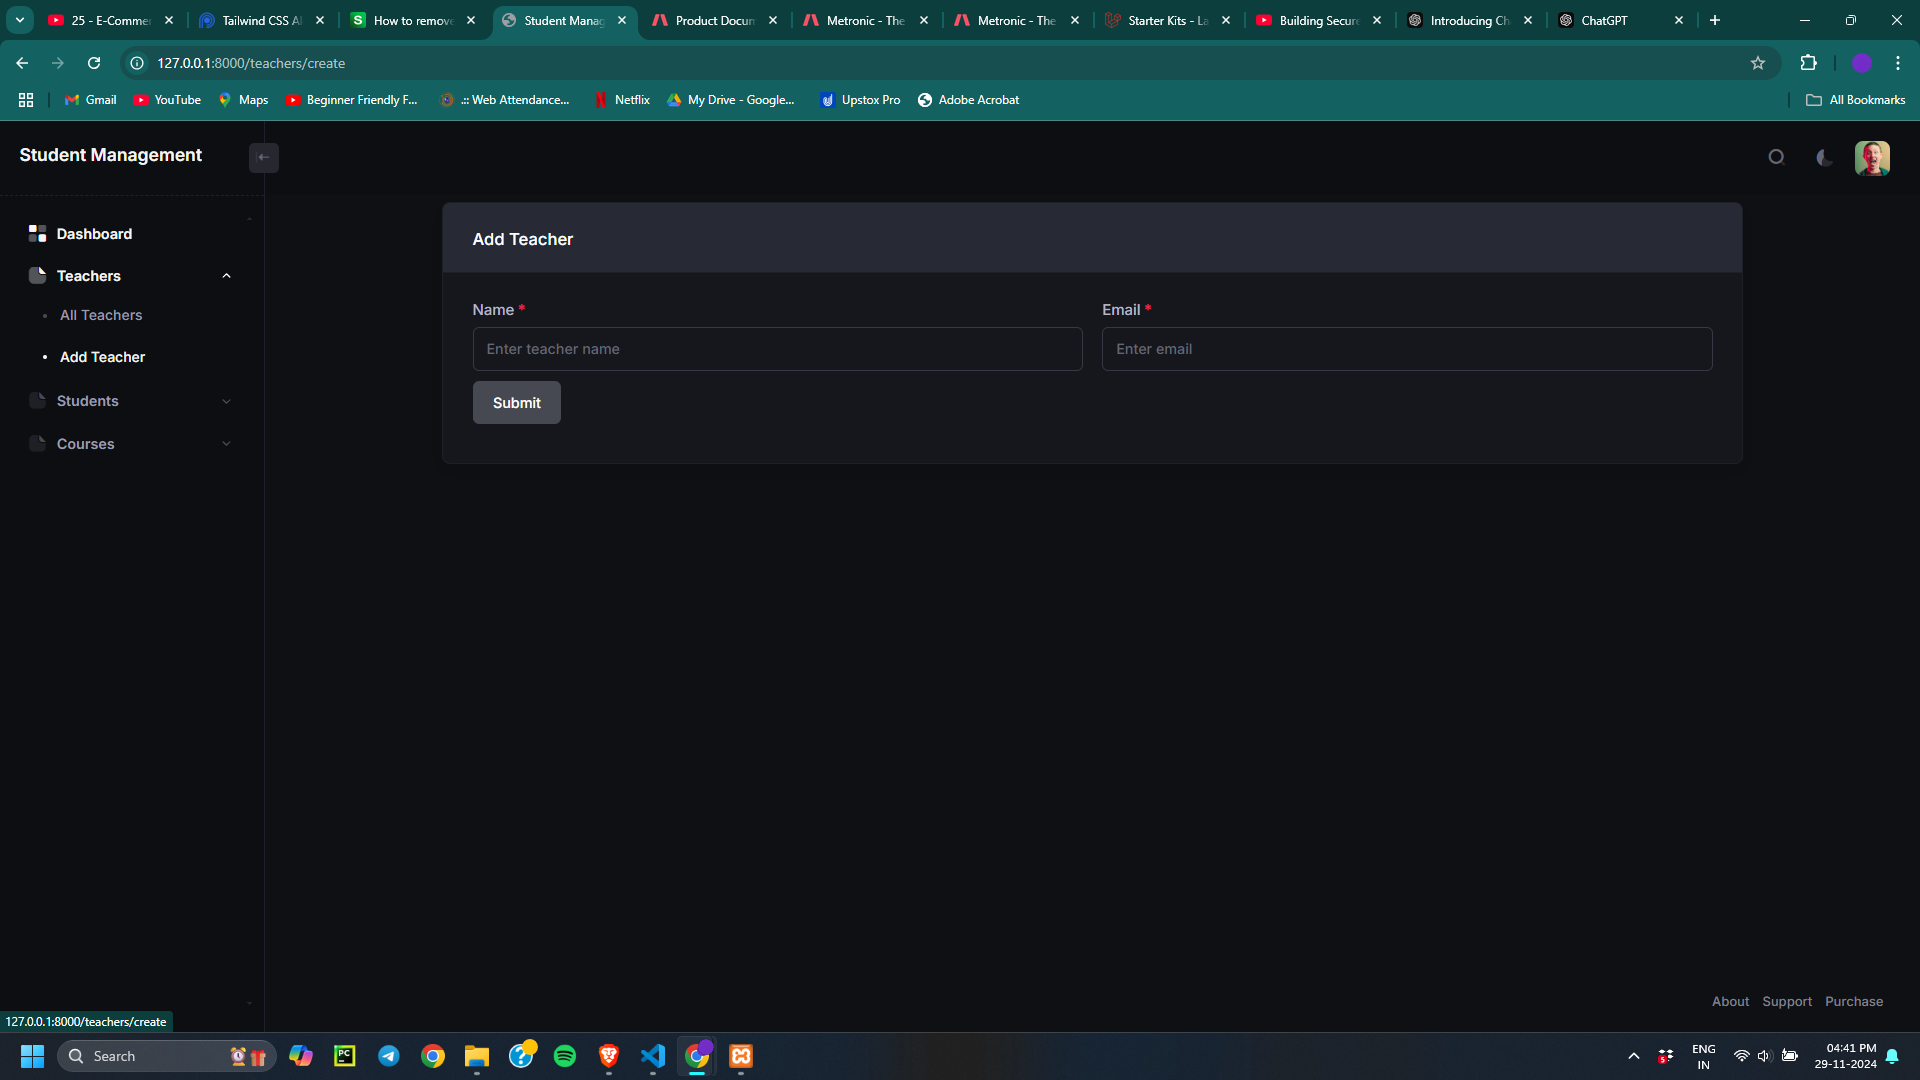 25 - E-Commer
Tailwind CSS Al
How to remove
Student Manag
Product Docum
Metronic - The
Metronic - The
Starter Kits - La
Building Secure
Introducing Ch
ChatGPT
127.0.0.1:8000/teachers/create
Gmail
YouTube
Maps
Beginner Friendly F...
.:: Web Attendance...
Netflix
My Drive - Google...
Upstox Pro
Adobe Acrobat
All Bookmarks
Student Management
Dashboard
Teachers
All Teachers
Add Teacher
Students
Courses
Add Teacher
Name *
Email *
Enter teacher name
Enter email
Submit
About Support Purchase
127.0.0.1:8000/teachers/create
Search
PC
5
ENG
IN
04:41 PM
29-11-2024